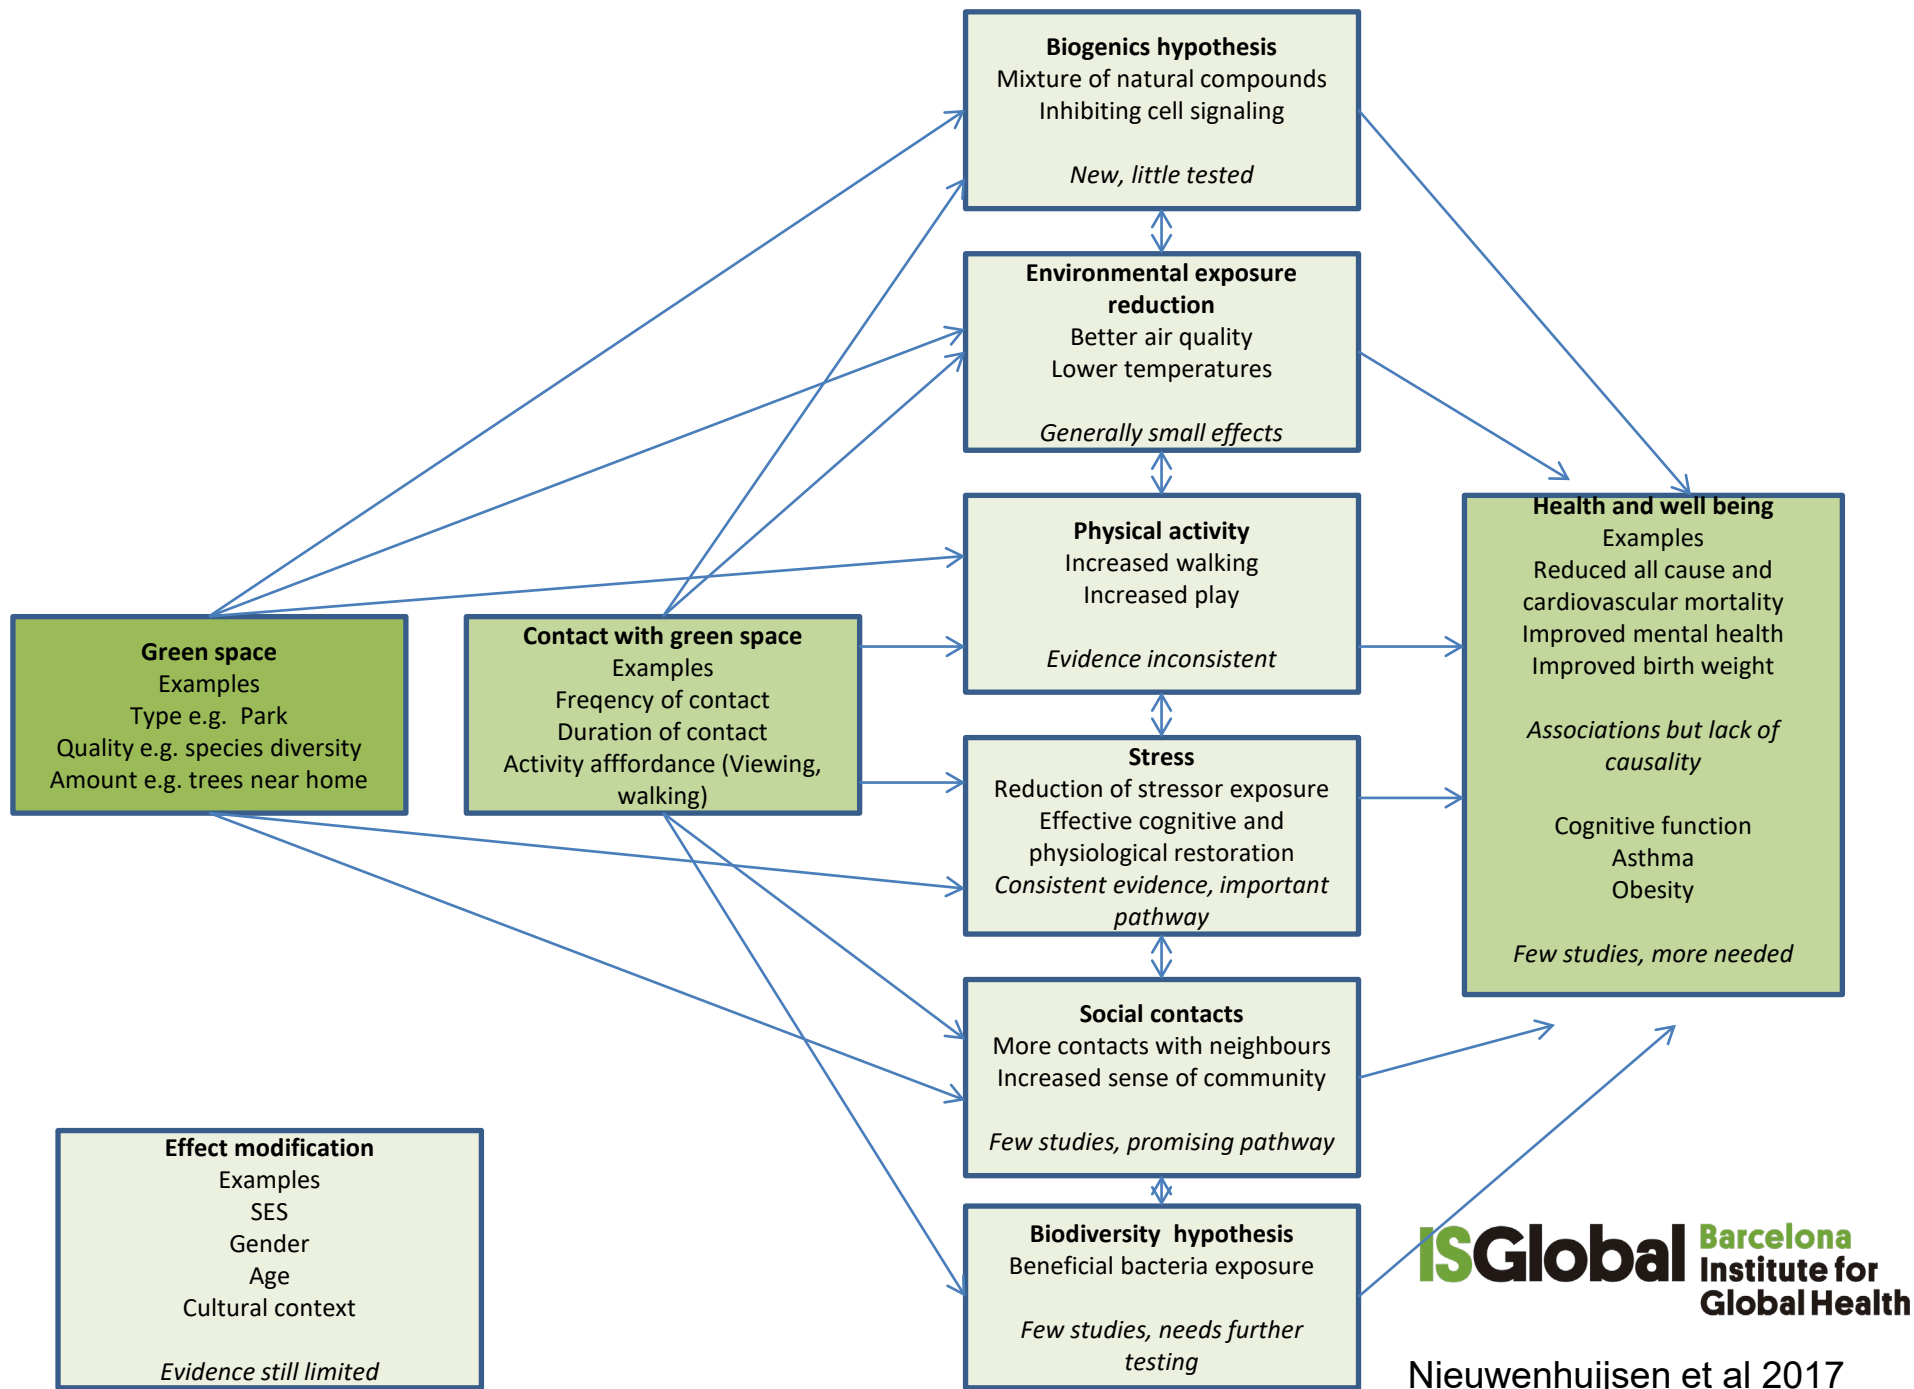 Biogenics hypothesis
Mixture of natural compounds
Inhibiting cell signaling
New, little tested
Environmental exposure
reduction
Better air quality
Lower temperatures
Generally small effects
Physical activity
Increased walking
Increased play
Evidence inconsistent
Green space
Examples
Type e.g. Park
Quality e.g. species diversity
Amount e.g. trees near home
Contact with green space
Examples
Freqency of contact
Duration of contact
Activity afffordance (Viewing,
walking)
Stress
Reduction of stressor exposure
Effective cognitive and
physiological restoration
Consistent evidence, important
pathway
Health and well being
Examples
Reduced all cause and
cardiovascular mortality
Improved mental health
Improved birth weight
Associations but lack of
causality
Cognitive function
Asthma
Obesity
Few studies, more needed
Social contacts
More contacts with neighbours
Increased sense of community
Few studies, promising pathway
Effect modification
Examples
SES
Gender
Age
Cultural context
Evidence still limited
Biodiversity hypothesis
Beneficial bacteria exposure
Few studies, needs further
testing
ISGlobal
Barcelona
Institute for
Global Health
Nieuwenhuijsen et al 2017